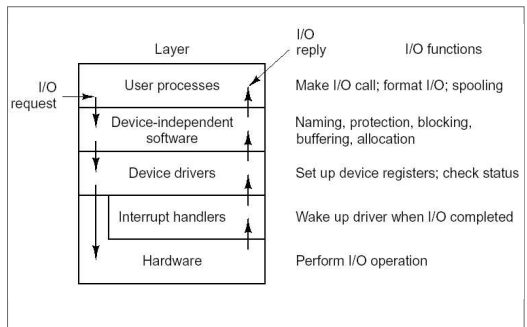 Layer
I/O
reply
I/O functions
I/O
request
User processes
Make I/O call; format I/O; spooling
Device-independent
software
Naming, protection, blocking,
buffering, allocation
Device drivers
Set up device registers; check status
Interrupt handlers
Wake up driver when I/O completed
Hardware
Perform I/O operation